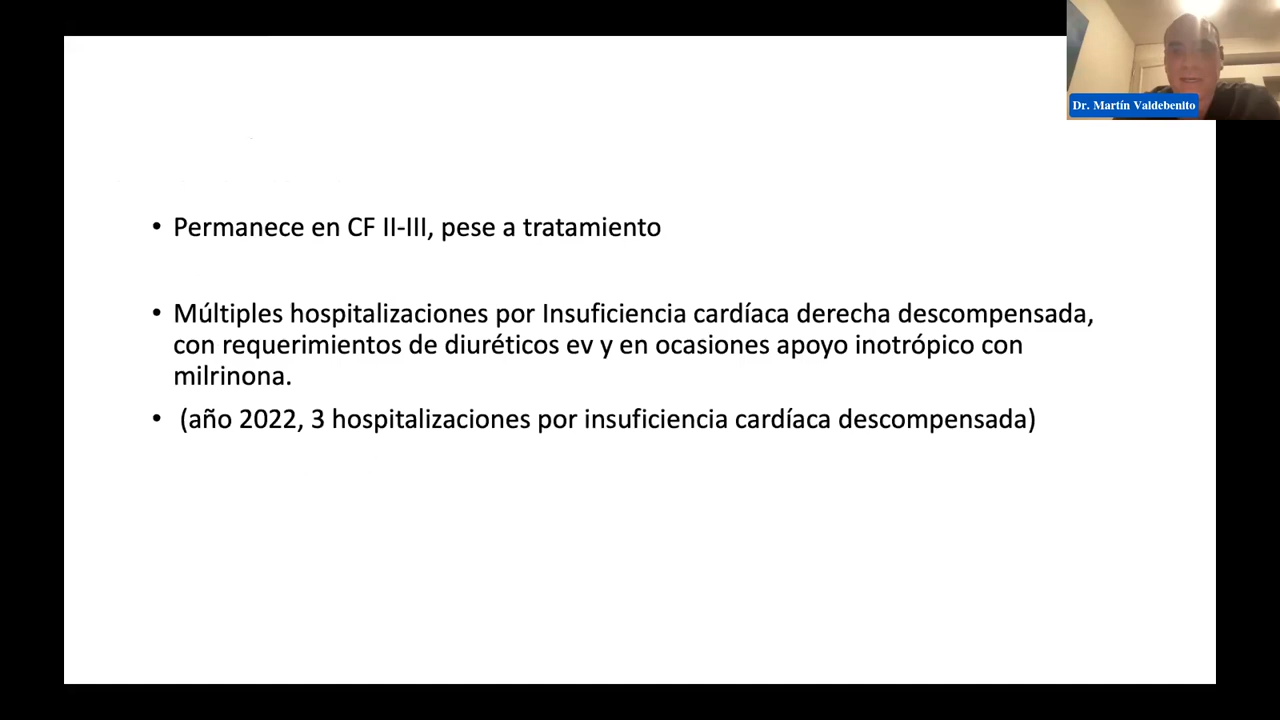 Dr. Martín Valdebenito
• Permanece en CF II-III, pese a tratamiento
• Múltiples hospitalizaciones por Insuficiencia cardíaca derecha descompensada,
con requerimientos de diuréticos ev y en ocasiones apoyo inotrópico con
milrinona.
• (año 2022, 3 hospitalizaciones por insuficiencia cardíaca descompensada)